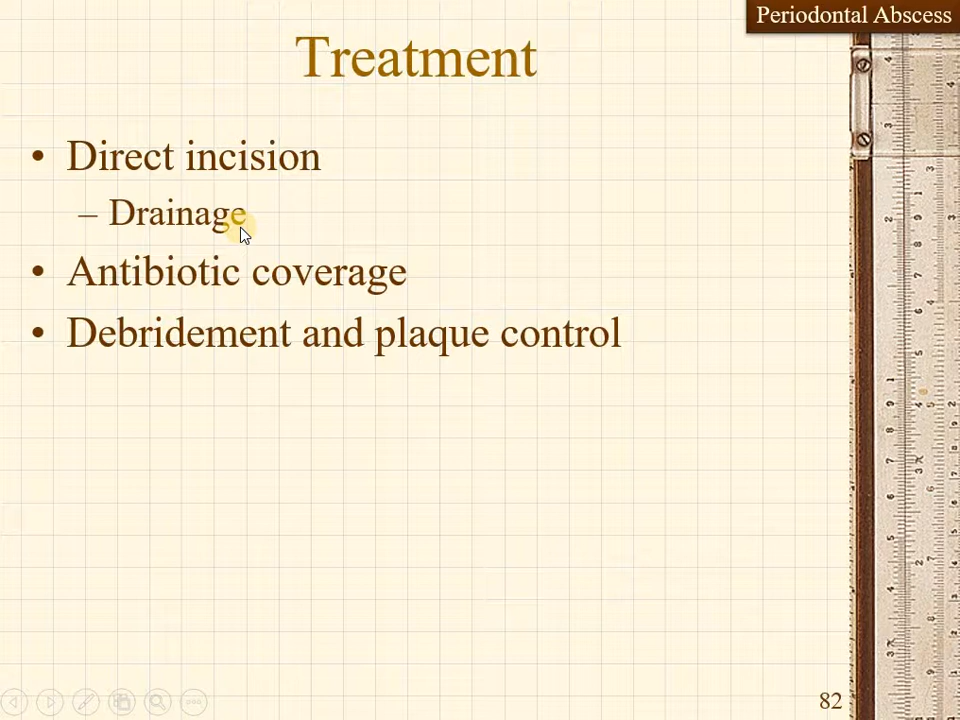 Periodontal Abscess
Treatment
• Direct incision
– Drainage
• Antibiotic coverage
• Debridement and plaque control
82